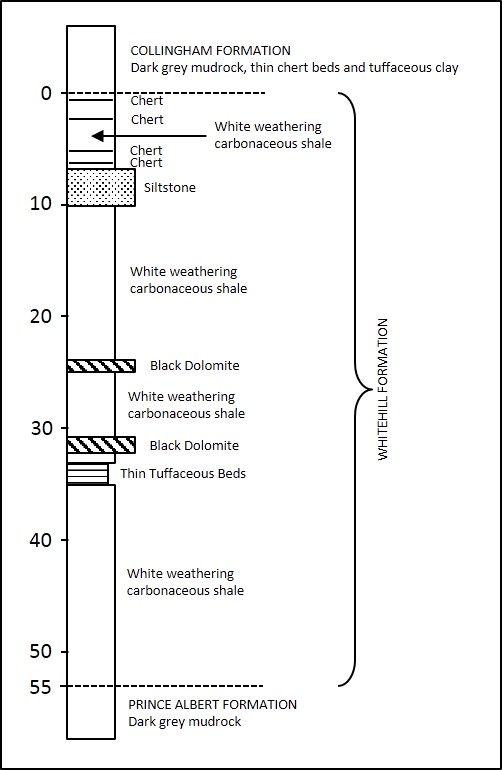 COLLINGHAM FORMATION
Dark grey mudrock, thin chert beds and tuffaceous clay
0
Chert
Chert
White weathering
carbonaceous shale
Chert
Chert
Siltstone
10
White weathering
carbonaceous shale
20
Black Dolomite
White weathering
carbonaceous shale
30
Black Dolomite
Thin Tuffaceous Beds
WHITEHILL FORMATION
40
White weathering
carbonaceous shale
50
55
PRINCE ALBERT FORMATION
Dark grey mudrock